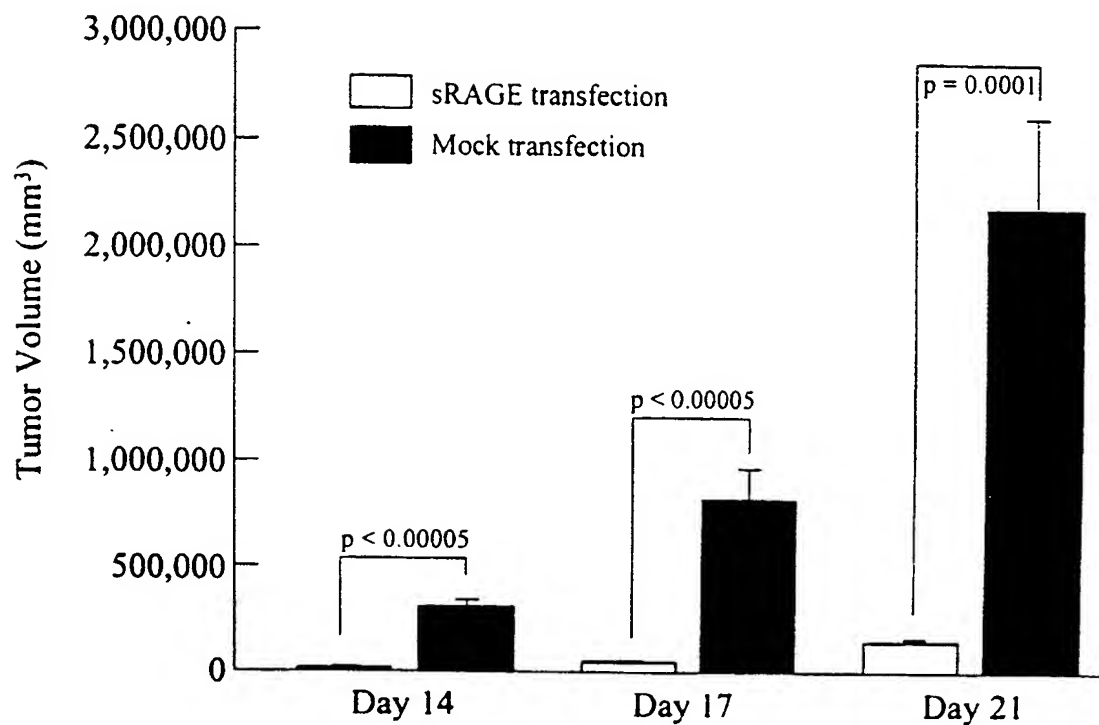 Tumor Volume (mm³)
3,000,000
2,500,000
2,000,000
1,500,000
1,000,000
500,000
0
sRAGE transfection
Mock transfection
p < 0.00005
p < 0.00005
p = 0.0001
Day 14
Day 17
Day 21